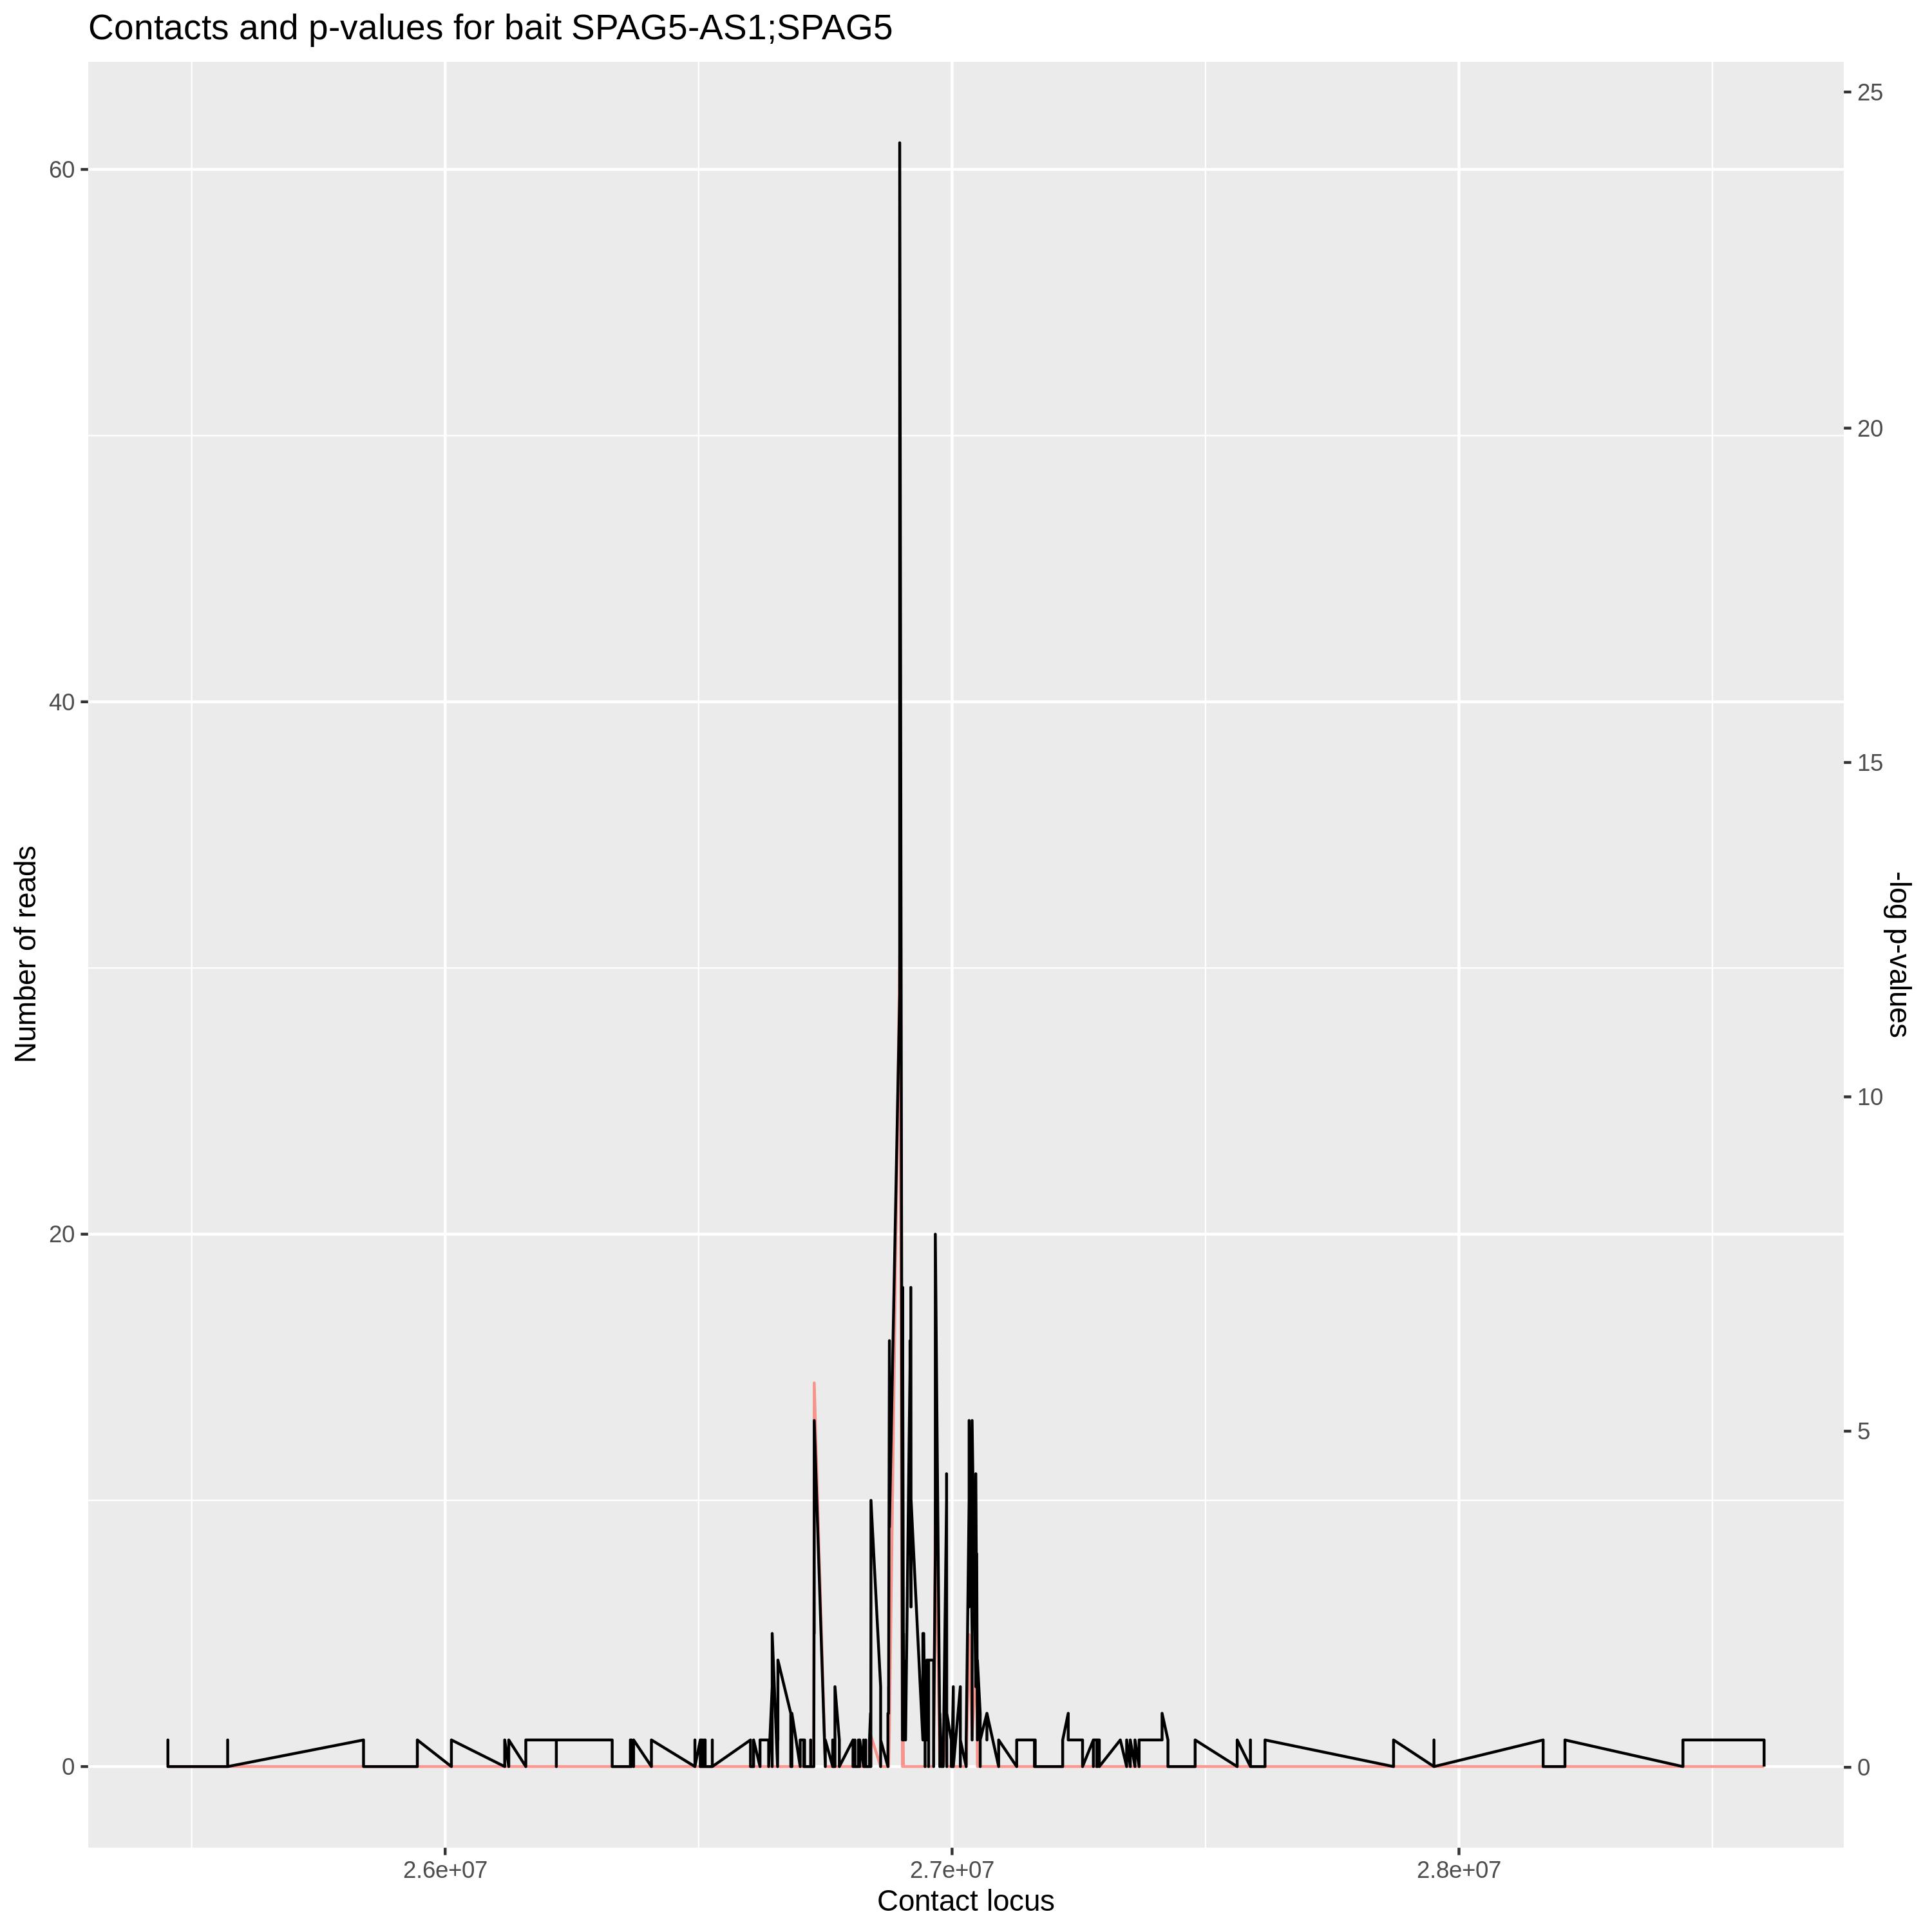 Contacts and p-values for bait SPAG5-AS1;SPAG5
Number of reads
60
40
20
0
25
20
15
10
5
0
-log p-values
2.6e+07 2.7e+07 2.8e+07
Contact locus